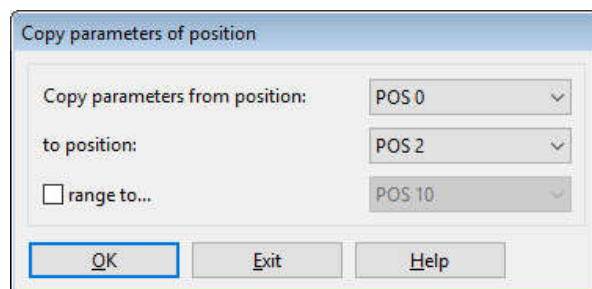 Copy parameters of position
Copy parameters from position: POS 0
to position: POS 2
range to... POS 10
OK Exit Help